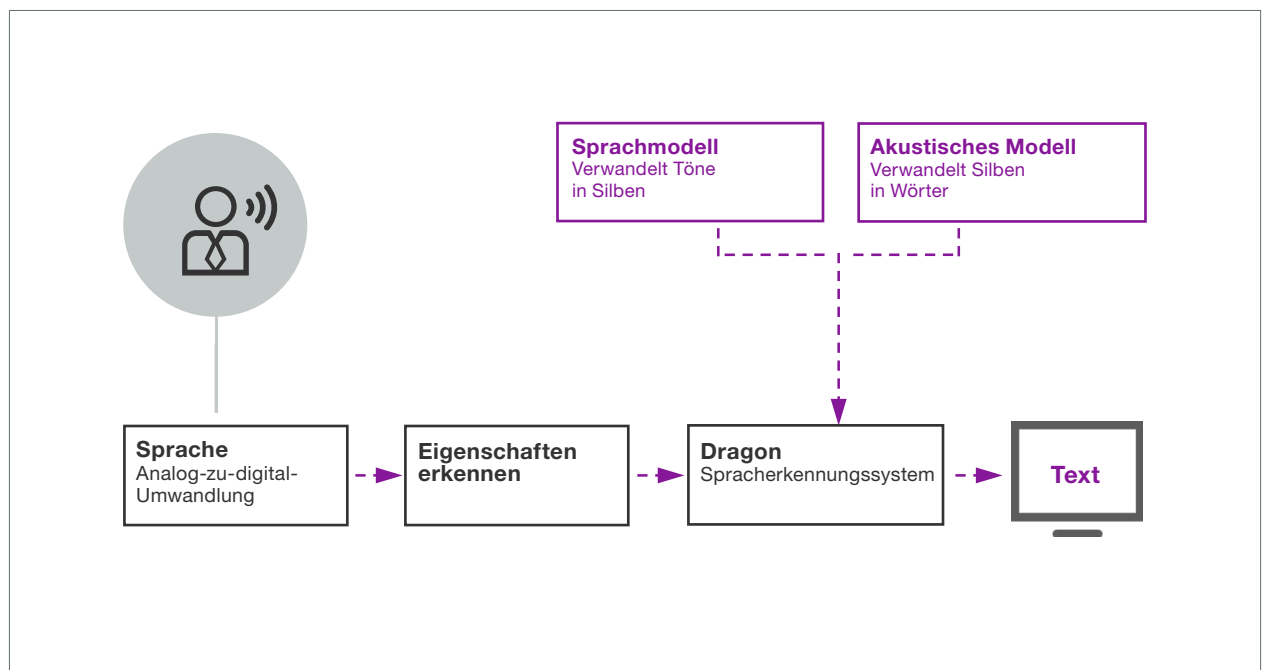 Sprachmodell
Verwandelt Töne
in Silben
Akustisches Modell
Verwandelt Silben
in Wörter
Sprache
Analog-zu-digital-
Umwandlung
Eigenschaften
erkennen
Dragon
Spracherkennungssystem
Text